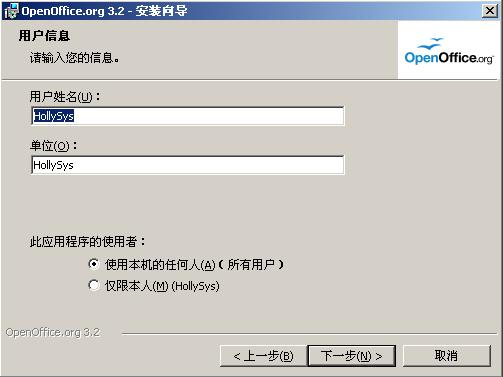 OpenOffice.org 3.2 - 安装向导
用户信息
请输入您的信息。
OpenOffice.org
用户姓名(U)：
HollySys
单位(O)：
HollySys
此应用程序的使用者：
使用本机的任何人(A) ( 所有用户 )
仅限本人(M) (HollySys)
OpenOffice.org 3.2
< 上一步(B)
下一步(N) >
取消